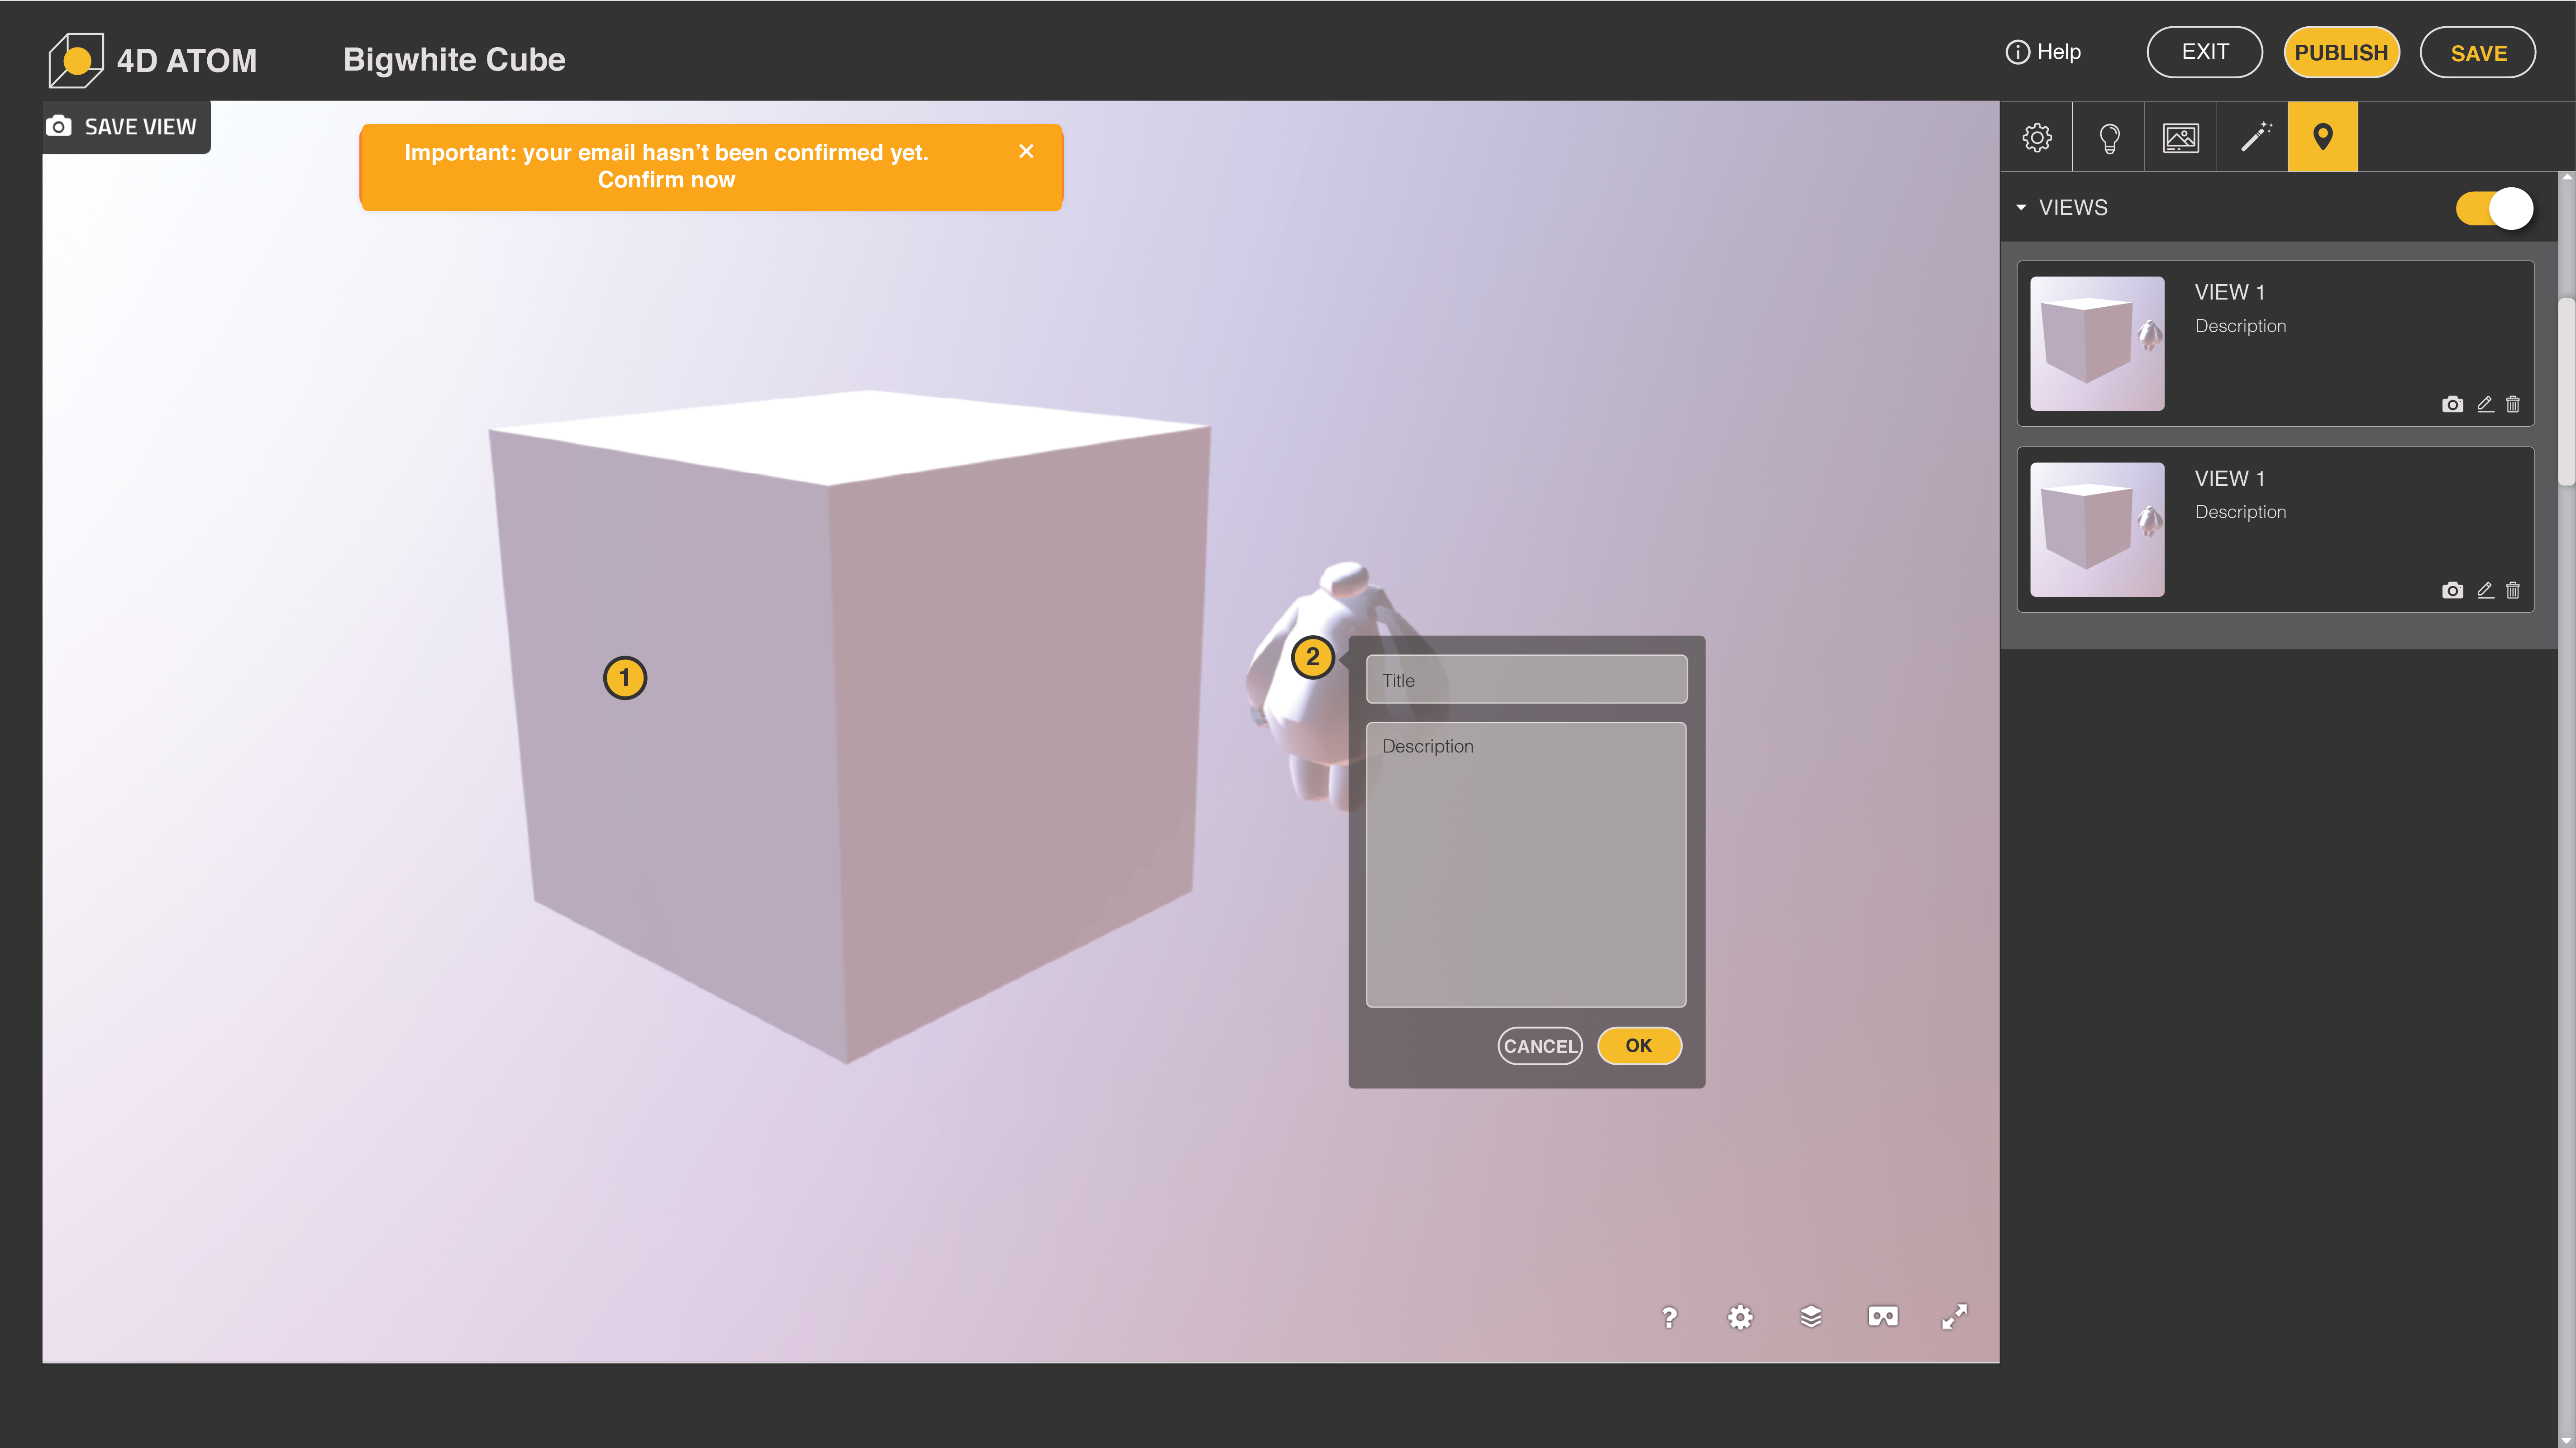 4D ATOM
Bigwhite Cube
Help
EXIT
PUBLISH
SAVE
SAVE VIEW
Important: your email hasn’t been confirmed yet.
Confirm now
VIEWS
VIEW 1
Description
VIEW 1
Description
1
2
Title
Description
CANCEL
OK
?